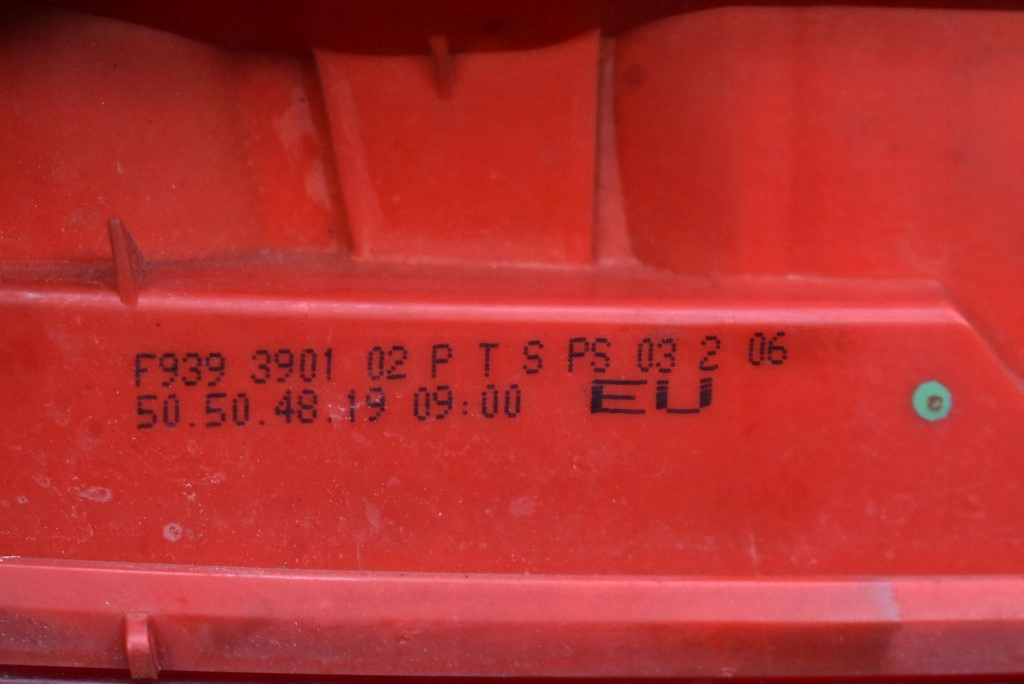 F939 3901 02 P T S PS 03 2 06
50.50.48.19 09:00 EU